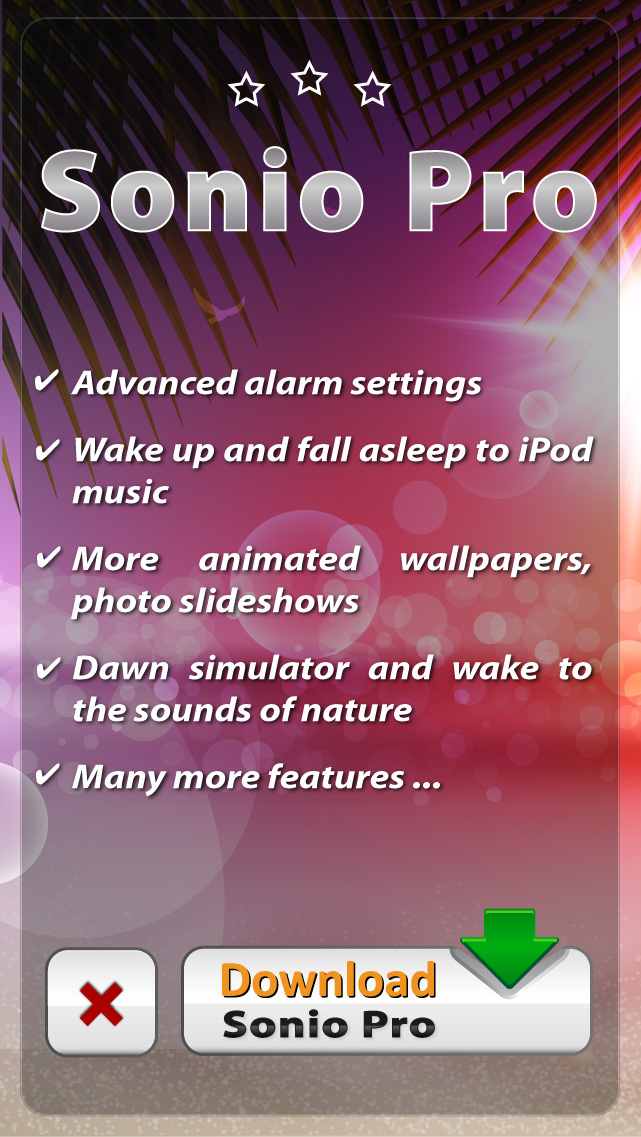 Sonio Pro
✔ Advanced alarm settings
✔ Wake up and fall asleep to iPod
music
✔ More animated wallpapers,
photo slideshows
✔ Dawn simulator and wake to
the sounds of nature
✔ Many more features ...
Download
Sonio Pro